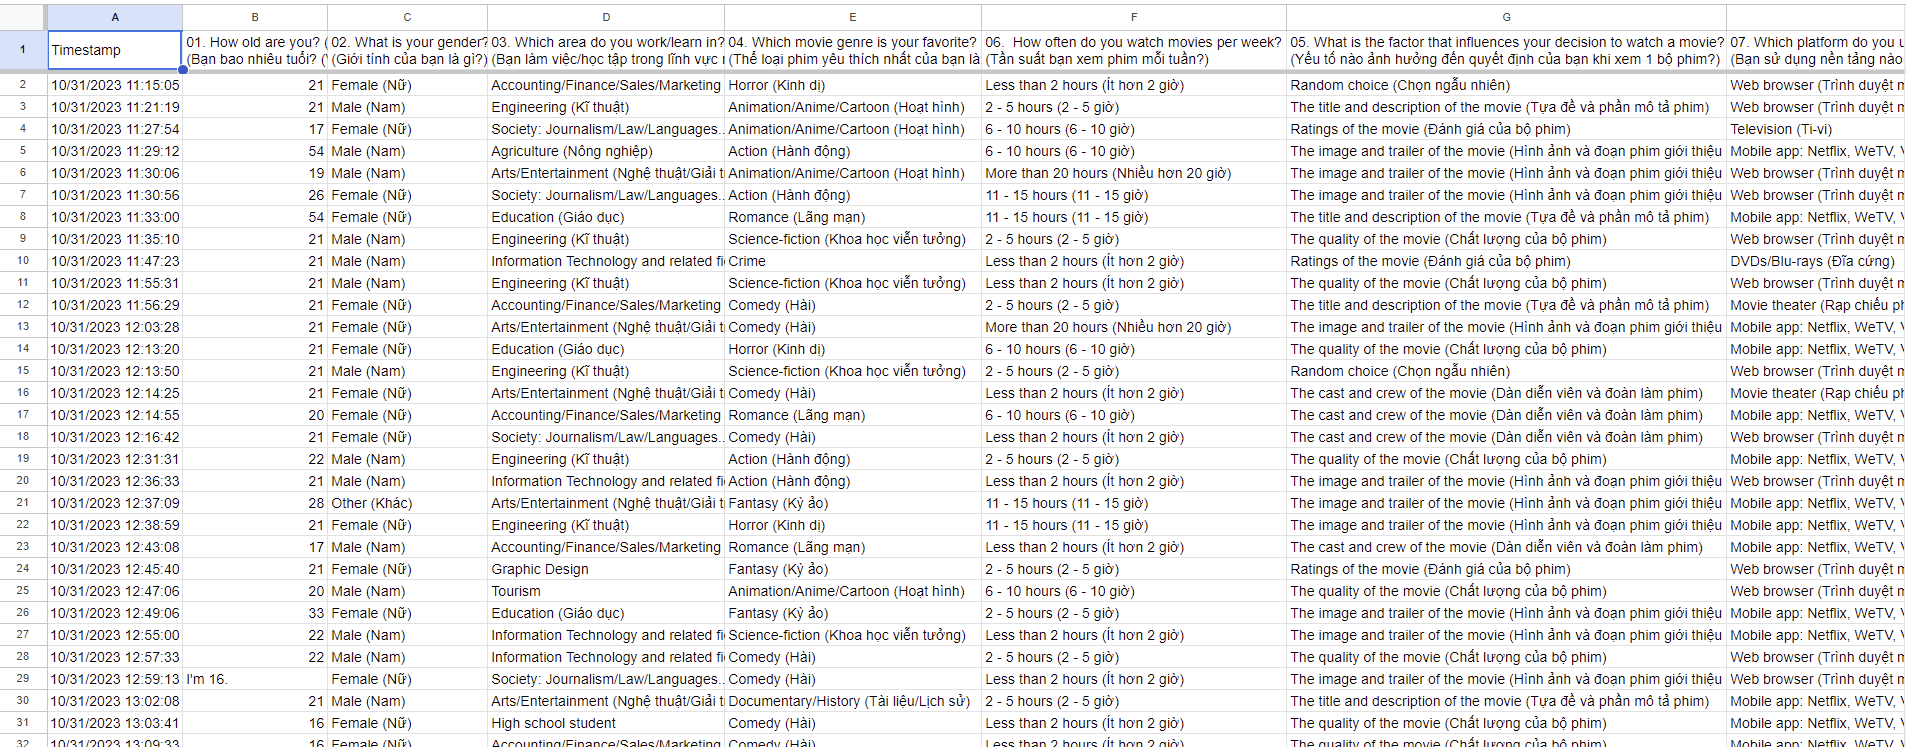 A B C D E F G
1 Timestamp 01. How old are you? ( 02. What is your gender? 03. Which area do you work/learn in? 04. Which movie genre is your favorite? 06. How often do you watch movies per week? 05. What is the factor that influences your decision to watch a movie? 07. Which platform do you
(Bạn bao nhiêu tuổi? (Giới tính của bạn là gì?) (Bạn làm việc/học tập trong lĩnh vực (Thể loại phim yêu thích nhất của bạn là (Tần suất bạn xem phim mỗi tuần?) (Yếu tố nào ảnh hưởng đến quyết định của bạn khi xem 1 bộ phim?) (Bạn sử dụng nền tảng nào
2 10/31/2023 11:15:05 21 Female (Nữ) Accounting/Finance/Sales/Marketing Horror (Kinh dị) Less than 2 hours (Ít hơn 2 giờ) Random choice (Chọn ngẫu nhiên) Web browser (Trình duyệt
3 10/31/2023 11:21:19 21 Male (Nam) Engineering (Kĩ thuật) Animation/Anime/Cartoon (Hoạt hình) 2 - 5 hours (2 - 5 giờ) The title and description of the movie (Tựa đề và phần mô tả phim) Web browser (Trình duyệt
4 10/31/2023 11:27:54 17 Female (Nữ) Society: Journalism/Law/Languages.. Animation/Anime/Cartoon (Hoạt hình) 6 - 10 hours (6 - 10 giờ) Ratings of the movie (Đánh giá của bộ phim) Television (Ti-vi)
5 10/31/2023 11:29:12 54 Male (Nam) Agriculture (Nông nghiệp) Action (Hành động) 6 - 10 hours (6 - 10 giờ) The image and trailer of the movie (Hình ảnh và đoạn phim giới thiệu Mobile app: Netflix, WeTV,
6 10/31/2023 11:30:06 19 Male (Nam) Arts/Entertainment (Nghệ thuật/Giải Animation/Anime/Cartoon (Hoạt hình) More than 20 hours (Nhiều hơn 20 giờ) The image and trailer of the movie (Hình ảnh và đoạn phim giới thiệu Web browser (Trình duyệt
7 10/31/2023 11:30:56 26 Female (Nữ) Society: Journalism/Law/Languages.. Action (Hành động) 11 - 15 hours (11 - 15 giờ) The image and trailer of the movie (Hình ảnh và đoạn phim giới thiệu Web browser (Trình duyệt
8 10/31/2023 11:33:00 54 Female (Nữ) Education (Giáo dục) Romance (Lãng mạn) 11 - 15 hours (11 - 15 giờ) The title and description of the movie (Tựa đề và phần mô tả phim) Mobile app: Netflix, WeTV,
9 10/31/2023 11:35:10 21 Male (Nam) Engineering (Kĩ thuật) Science-fiction (Khoa học viễn tưởng) 2 - 5 hours (2 - 5 giờ) The quality of the movie (Chất lượng của bộ phim) Web browser (Trình duyệt
10 10/31/2023 11:47:23 21 Male (Nam) Information Technology and related Crime Less than 2 hours (Ít hơn 2 giờ) Ratings of the movie (Đánh giá của bộ phim) DVDs/Blu-rays (Đĩa cứng)
11 10/31/2023 11:55:31 21 Male (Nam) Engineering (Kĩ thuật) Science-fiction (Khoa học viễn tưởng) Less than 2 hours (Ít hơn 2 giờ) The quality of the movie (Chất lượng của bộ phim) Web browser (Trình duyệt
12 10/31/2023 11:56:29 21 Female (Nữ) Accounting/Finance/Sales/Marketing Comedy (Hài) 2 - 5 hours (2 - 5 giờ) The title and description of the movie (Tựa đề và phần mô tả phim) Movie theater (Rạp chiếu
13 10/31/2023 12:03:28 21 Female (Nữ) Arts/Entertainment (Nghệ thuật/Giải Comedy (Hài) More than 20 hours (Nhiều hơn 20 giờ) The image and trailer of the movie (Hình ảnh và đoạn phim giới thiệu Mobile app: Netflix, WeTV,
14 10/31/2023 12:13:20 21 Female (Nữ) Education (Giáo dục) Horror (Kinh dị) 6 - 10 hours (6 - 10 giờ) The quality of the movie (Chất lượng của bộ phim) Mobile app: Netflix, WeTV,
15 10/31/2023 12:13:50 21 Male (Nam) Engineering (Kĩ thuật) Science-fiction (Khoa học viễn tưởng) 2 - 5 hours (2 - 5 giờ) Random choice (Chọn ngẫu nhiên) Web browser (Trình duyệt
16 10/31/2023 12:14:25 21 Female (Nữ) Arts/Entertainment (Nghệ thuật/Giải Comedy (Hài) Less than 2 hours (Ít hơn 2 giờ) The cast and crew of the movie (Dàn diễn viên và đoàn làm phim) Movie theater (Rạp chiếu
17 10/31/2023 12:14:55 20 Female (Nữ) Accounting/Finance/Sales/Marketing Romance (Lãng mạn) 6 - 10 hours (6 - 10 giờ) The cast and crew of the movie (Dàn diễn viên và đoàn làm phim) Mobile app: Netflix, WeTV,
18 10/31/2023 12:16:42 21 Female (Nữ) Society: Journalism/Law/Languages.. Comedy (Hài) Less than 2 hours (Ít hơn 2 giờ) The cast and crew of the movie (Dàn diễn viên và đoàn làm phim) Web browser (Trình duyệt
19 10/31/2023 12:31:31 22 Male (Nam) Engineering (Kĩ thuật) Action (Hành động) 2 - 5 hours (2 - 5 giờ) The quality of the movie (Chất lượng của bộ phim) Mobile app: Netflix, WeTV,
20 10/31/2023 12:36:33 21 Male (Nam) Information Technology and related Action (Hành động) Less than 2 hours (Ít hơn 2 giờ) The image and trailer of the movie (Hình ảnh và đoạn phim giới thiệu Web browser (Trình duyệt
21 10/31/2023 12:37:09 28 Other (Khác) Arts/Entertainment (Nghệ thuật/Giải Fantasy (Kỳ ảo) 11 - 15 hours (11 - 15 giờ) The image and trailer of the movie (Hình ảnh và đoạn phim giới thiệu Mobile app: Netflix, WeTV,
22 10/31/2023 12:38:59 21 Female (Nữ) Engineering (Kĩ thuật) Horror (Kinh dị) 11 - 15 hours (11 - 15 giờ) The image and trailer of the movie (Hình ảnh và đoạn phim giới thiệu Mobile app: Netflix, WeTV,
23 10/31/2023 12:43:08 17 Male (Nam) Accounting/Finance/Sales/Marketing Romance (Lãng mạn) Less than 2 hours (Ít hơn 2 giờ) The cast and crew of the movie (Dàn diễn viên và đoàn làm phim) Mobile app: Netflix, WeTV,
24 10/31/2023 12:45:40 21 Female (Nữ) Graphic Design Fantasy (Kỳ ảo) 2 - 5 hours (2 - 5 giờ) Ratings of the movie (Đánh giá của bộ phim) Web browser (Trình duyệt
25 10/31/2023 12:47:06 20 Male (Nam) Tourism Animation/Anime/Cartoon (Hoạt hình) 6 - 10 hours (6 - 10 giờ) The quality of the movie (Chất lượng của bộ phim) Web browser (Trình duyệt
26 10/31/2023 12:49:06 33 Female (Nữ) Education (Giáo dục) Fantasy (Kỳ ảo) 2 - 5 hours (2 - 5 giờ) The image and trailer of the movie (Hình ảnh và đoạn phim giới thiệu Mobile app: Netflix, WeTV,
27 10/31/2023 12:55:00 22 Male (Nam) Information Technology and related Science-fiction (Khoa học viễn tưởng) Less than 2 hours (Ít hơn 2 giờ) The image and trailer of the movie (Hình ảnh và đoạn phim giới thiệu Mobile app: Netflix, WeTV,
28 10/31/2023 12:57:33 22 Male (Nam) Information Technology and related Comedy (Hài) 2 - 5 hours (2 - 5 giờ) The quality of the movie (Chất lượng của bộ phim) Web browser (Trình duyệt
29 10/31/2023 12:59:13 I'm 16. Female (Nữ) Society: Journalism/Law/Languages.. Comedy (Hài) Less than 2 hours (Ít hơn 2 giờ) The image and trailer of the movie (Hình ảnh và đoạn phim giới thiệu Web browser (Trình duyệt
30 10/31/2023 13:02:08 21 Male (Nam) Arts/Entertainment (Nghệ thuật/Giải Documentary/History (Tài liệu/Lịch sử) 2 - 5 hours (2 - 5 giờ) The title and description of the movie (Tựa đề và phần mô tả phim) Mobile app: Netflix, WeTV,
31 10/31/2023 13:03:41 16 Female (Nữ) High school student Comedy (Hài) Less than 2 hours (Ít hơn 2 giờ) The quality of the movie (Chất lượng của bộ phim) Mobile app: Netflix, WeTV,
32 10/31/2023 13:09:33 16 Female (Nữ) Accounting/Finance/Sales/Marketing Comedy (Hài) Less than 2 hours (Ít hơn 2 giờ) The quality of the movie (Chất lượng của bộ phim) Mobile app: Netflix, WeTV,